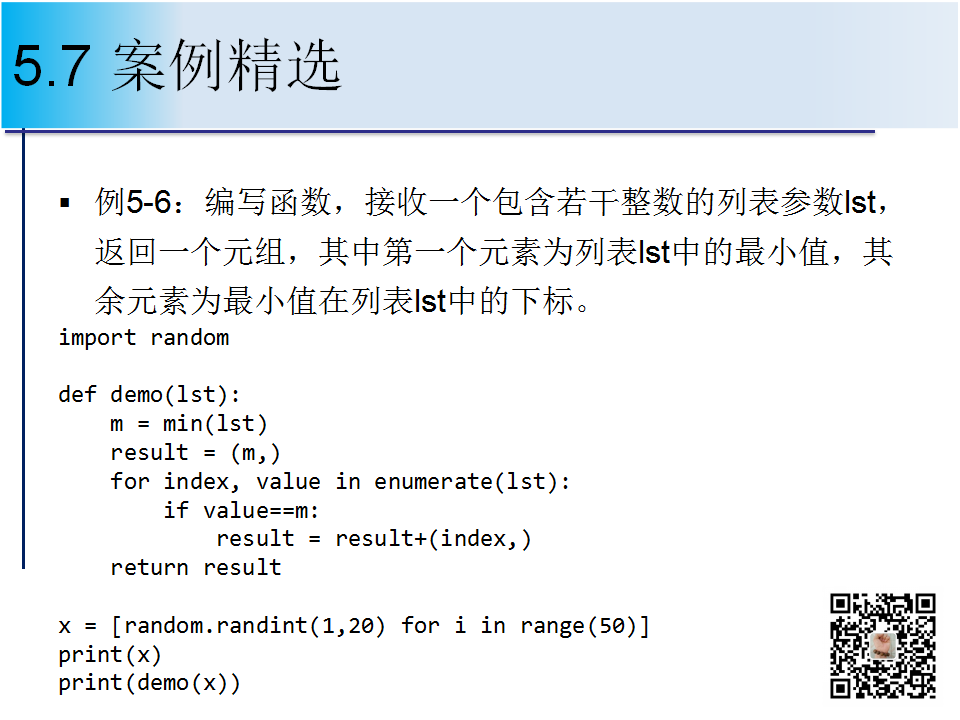 5.7 案例精选
▪ 例5-6：编写函数，接收一个包含若干整数的列表参数lst，
返回一个元组，其中第一个元素为列表lst中的最小值，其
余元素为最小值在列表lst中的下标。
import random
def demo(lst):
    m = min(lst)
    result = (m,)
    for index, value in enumerate(lst):
        if value==m:
            result = result+(index,)
    return result
x = [random.randint(1,20) for i in range(50)]
print(x)
print(demo(x))